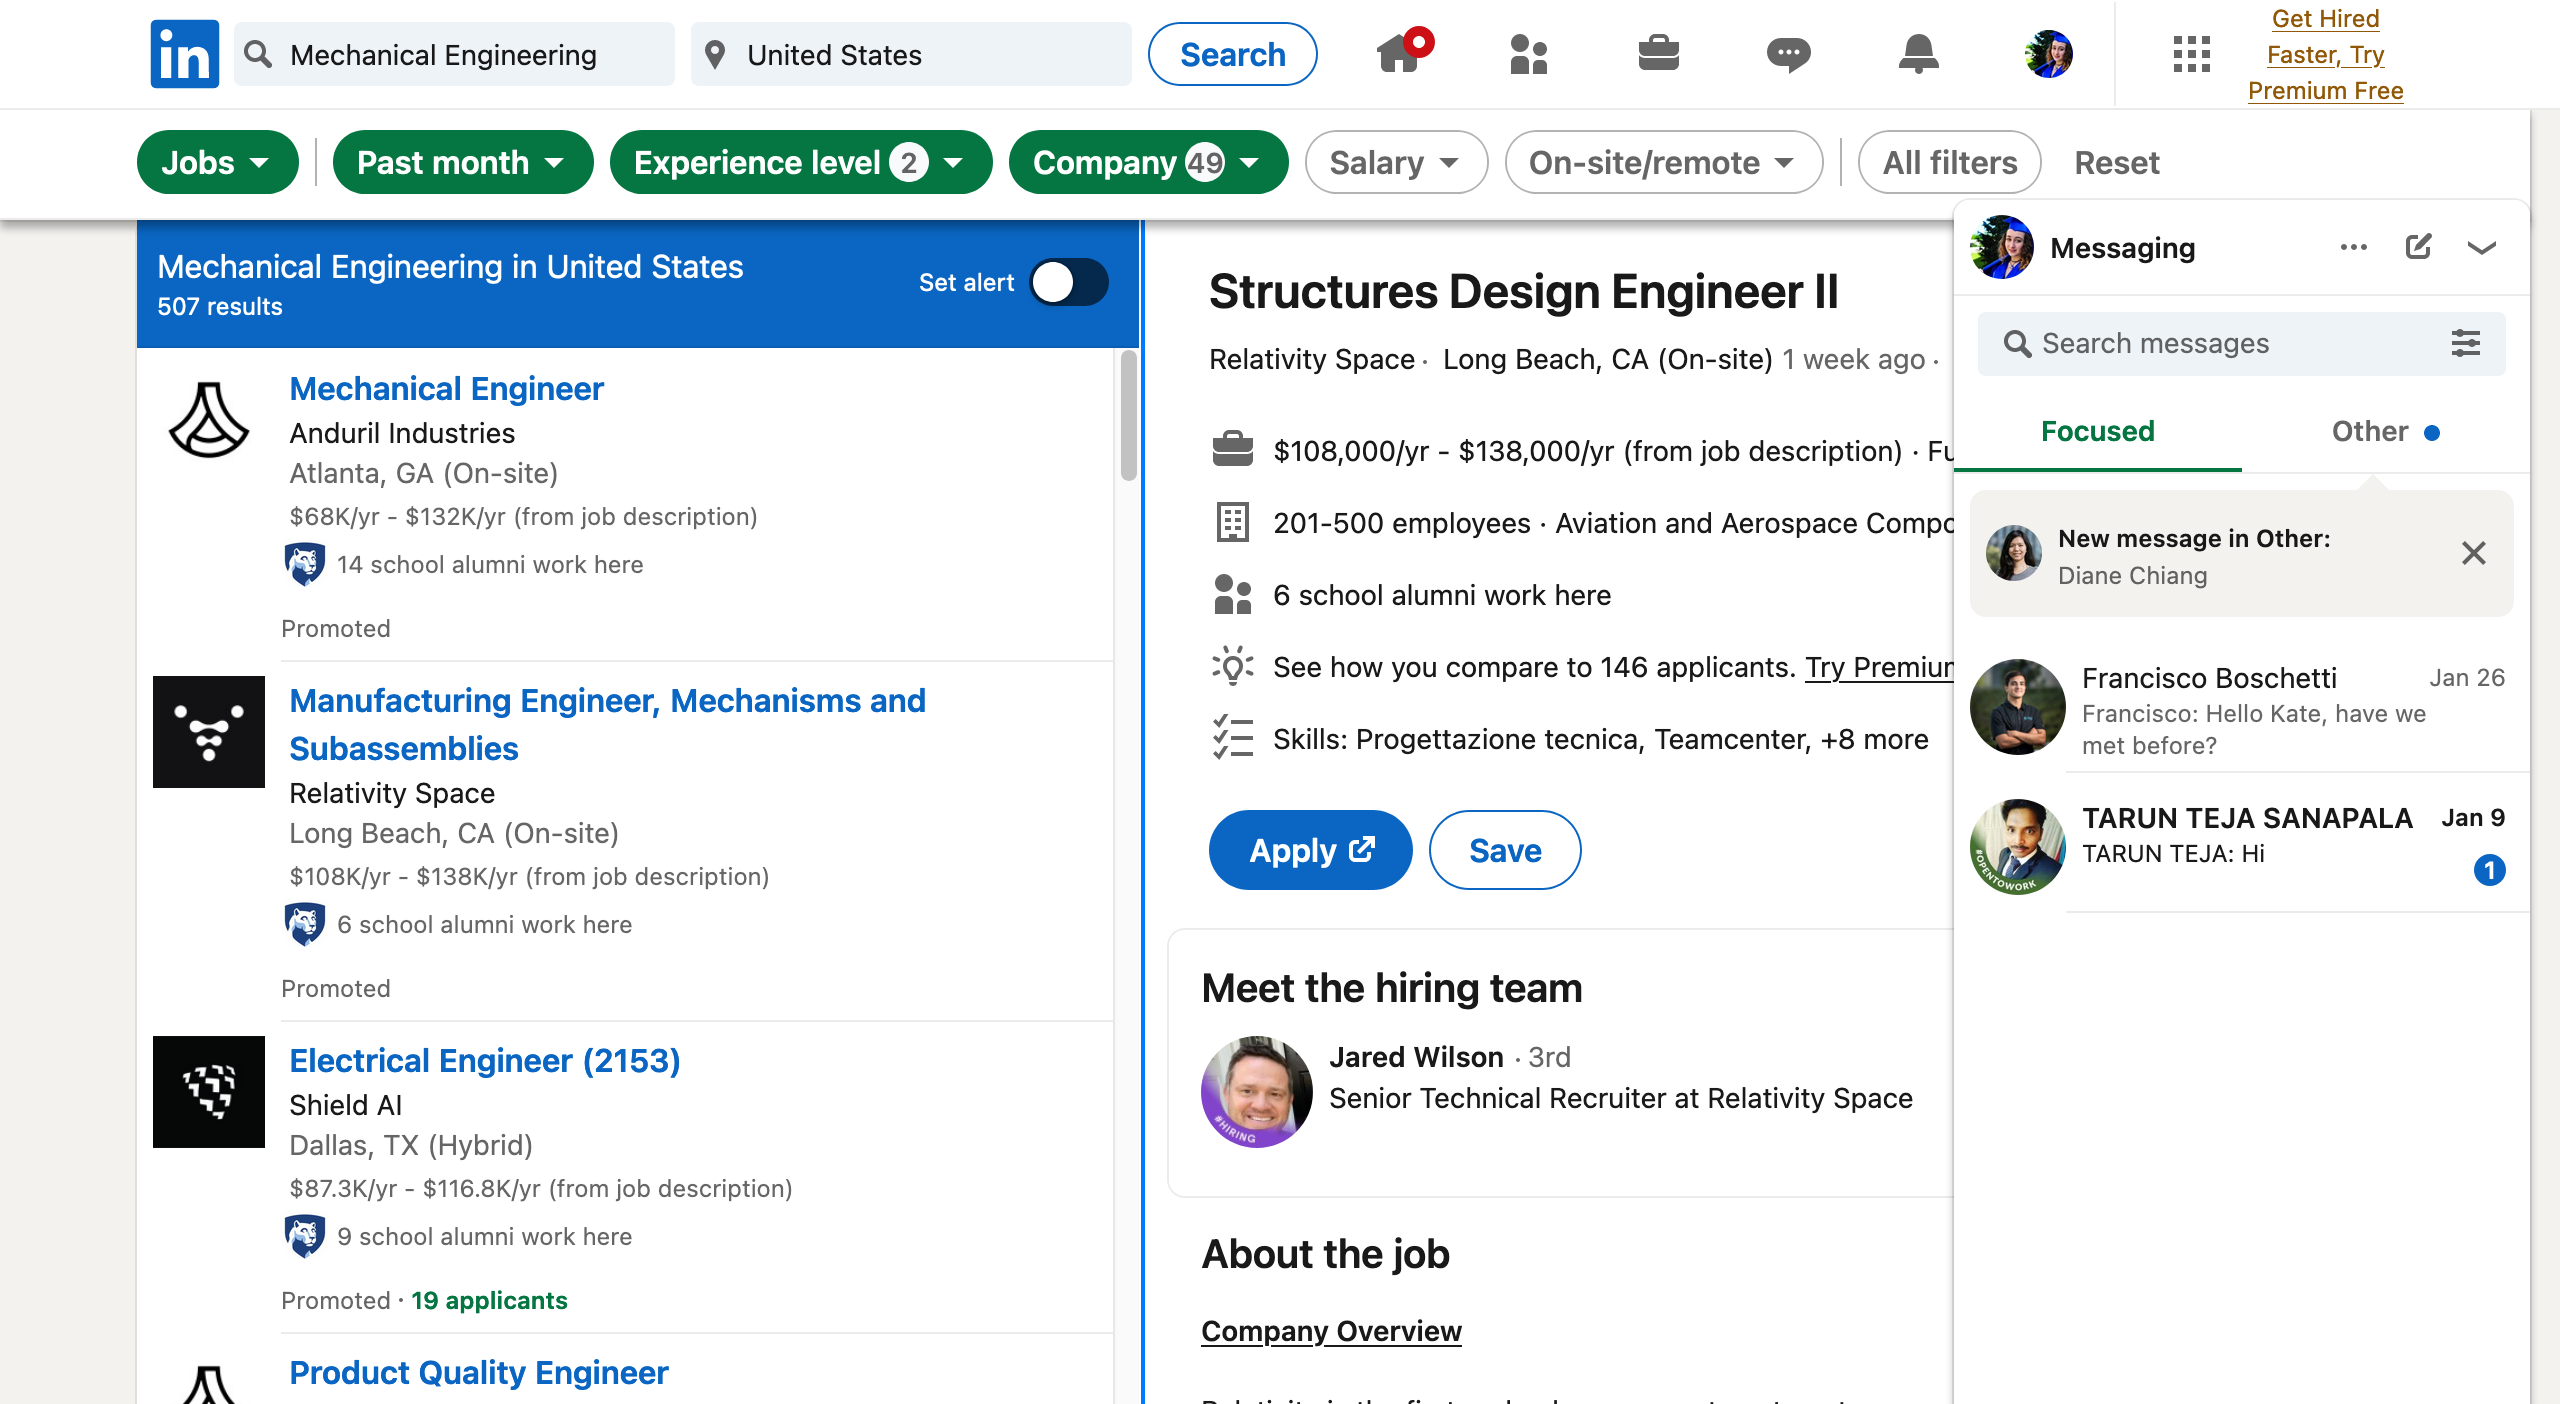 in
Mechanical Engineering
United States
Search
Get Hired
Faster, Try
Premium Free
Jobs
Past month
Experience level 2
Company 49
Salary
On-site/remote
All filters
Reset
Mechanical Engineering in United States
507 results
Set alert
Mechanical Engineer
Anduril Industries
Atlanta, GA (On-site)
$68K/yr - $132K/yr (from job description)
14 school alumni work here
Promoted
Manufacturing Engineer, Mechanisms and
Subassemblies
Relativity Space
Long Beach, CA (On-site)
$108K/yr - $138K/yr (from job description)
6 school alumni work here
Promoted
Electrical Engineer (2153)
Shield AI
Dallas, TX (Hybrid)
$87.3K/yr - $116.8K/yr (from job description)
9 school alumni work here
Promoted · 19 applicants
Product Quality Engineer
Structures Design Engineer II
Relativity Space · Long Beach, CA (On-site) 1 week ago ·
$108,000/yr - $138,000/yr (from job description) · Fu
201-500 employees · Aviation and Aerospace Compo
6 school alumni work here
See how you compare to 146 applicants. Try Premium
Skills: Progettazione tecnica, Teamcenter, +8 more
Apply
Save
Meet the hiring team
#HIRING
Jared Wilson · 3rd
Senior Technical Recruiter at Relativity Space
About the job
Company Overview
Messaging
Search messages
Focused
Other
New message in Other:
Diane Chiang
Francisco Boschetti
Jan 26
Francisco: Hello Kate, have we
met before?
#OPENTOWORK
TARUN TEJA SANAPALA
Jan 9
TARUN TEJA: Hi
1